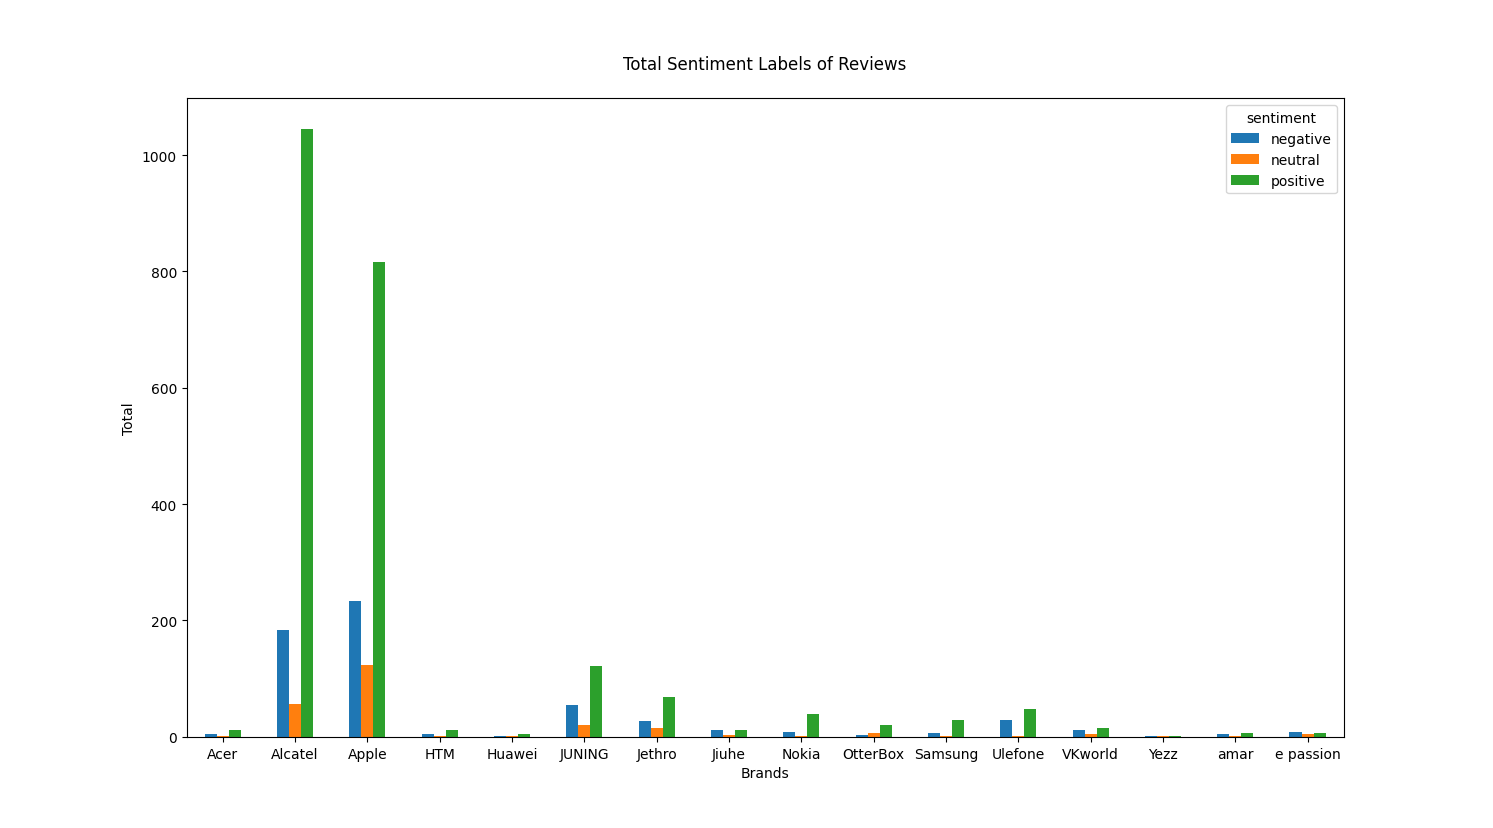 Total Sentiment Labels of Reviews
sentiment
negative
neutral
positive
1000
800
600
400
200
0
Total
Acer Alcatel Apple HTM Huawei JUNING Jethro Jiuhe Nokia OtterBox Samsung Ulefone VKworld Yezz amar e passion
Brands